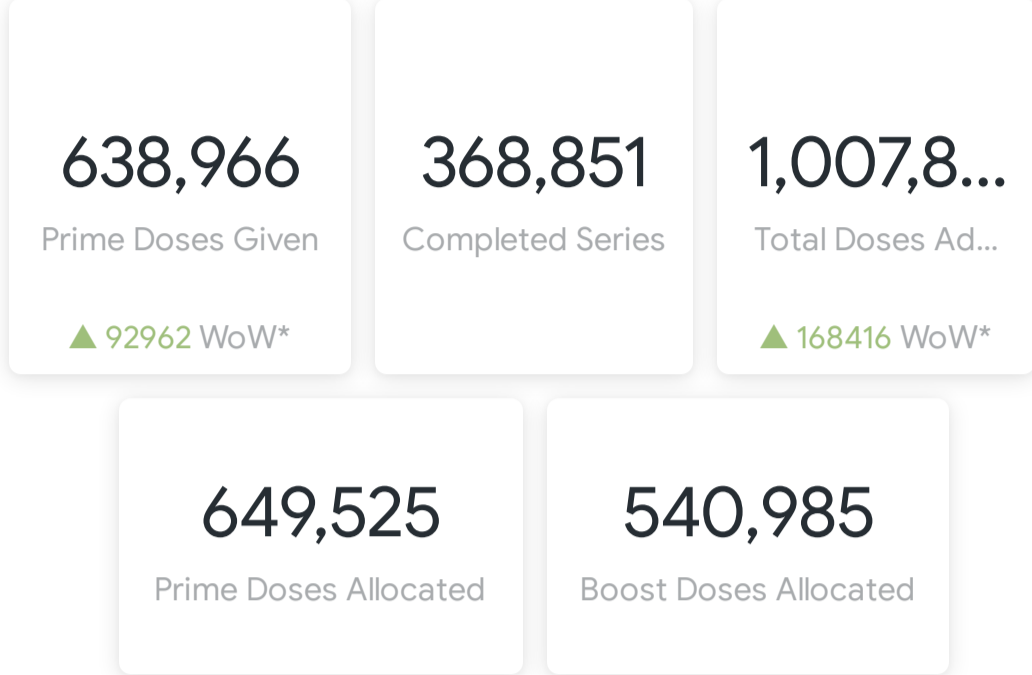 638,966
Prime Doses Given
▲ 92962 WoW*
368,851
Completed Series
1,007,8...
Total Doses Ad...
▲ 168416 WoW*
649,525
Prime Doses Allocated
540,985
Boost Doses Allocated